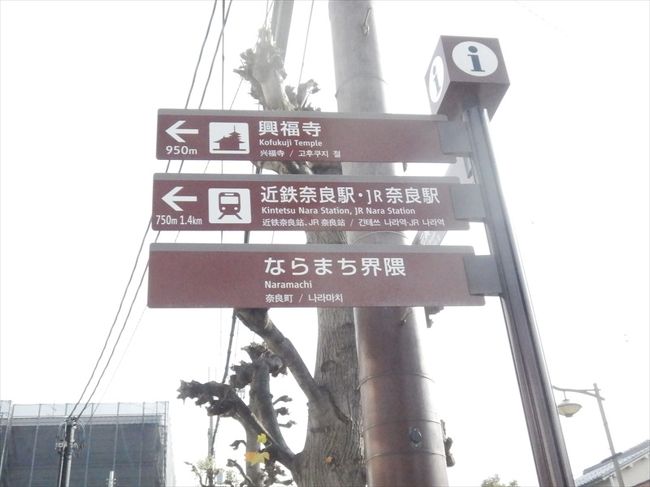 i
i
興福寺
Kofukuji Temple
兴福寺 / 고후쿠지 절
950m
近鉄奈良駅・JR奈良駅
Kintetsu Nara Station, JR Nara Station
近铁奈良站、JR 奈良站 / 긴테쓰 나라역·JR 나라역
750m 1.4km
ならまち界隈
Naramachi
奈良町 / 나라마치